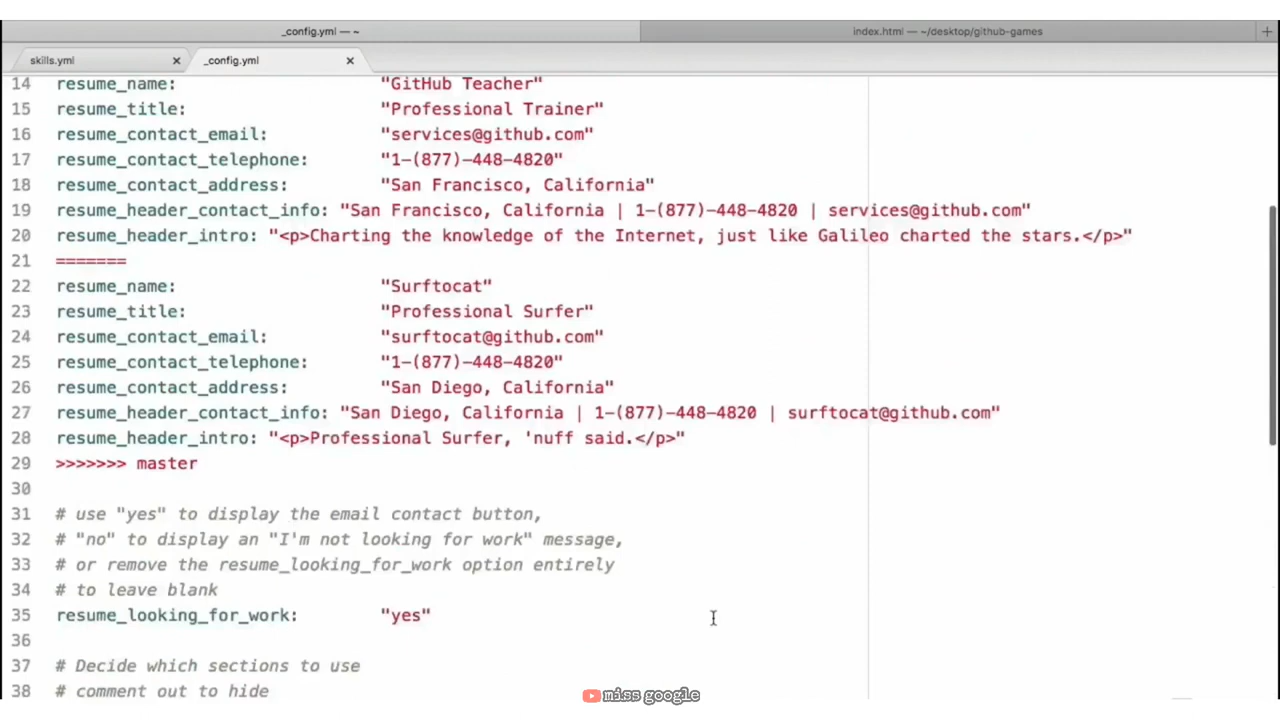 _config.yml — ~
index.html — ~/desktop/github-games
+
skills.yml ×
_config.yml ×
14 resume_name: "GitHub Teacher"
15 resume_title: "Professional Trainer"
16 resume_contact_email: "services@github.com"
17 resume_contact_telephone: "1-(877)-448-4820"
18 resume_contact_address: "San Francisco, California"
19 resume_header_contact_info: "San Francisco, California | 1-(877)-448-4820 | services@github.com"
20 resume_header_intro: "<p>Charting the knowledge of the Internet, just like Galileo charted the stars.</p>"
21 =======
22 resume_name: "Surftocat"
23 resume_title: "Professional Surfer"
24 resume_contact_email: "surftocat@github.com"
25 resume_contact_telephone: "1-(877)-448-4820"
26 resume_contact_address: "San Diego, California"
27 resume_header_contact_info: "San Diego, California | 1-(877)-448-4820 | surftocat@github.com"
28 resume_header_intro: "<p>Professional Surfer, 'nuff said.</p>"
29 >>>>>>> master
30
31 # use "yes" to display the email contact button,
32 # "no" to display an "I'm not looking for work" message,
33 # or remove the resume_looking_for_work option entirely
34 # to leave blank
35 resume_looking_for_work: "yes"
36
37 # Decide which sections to use
38 # comment out to hide
miss google